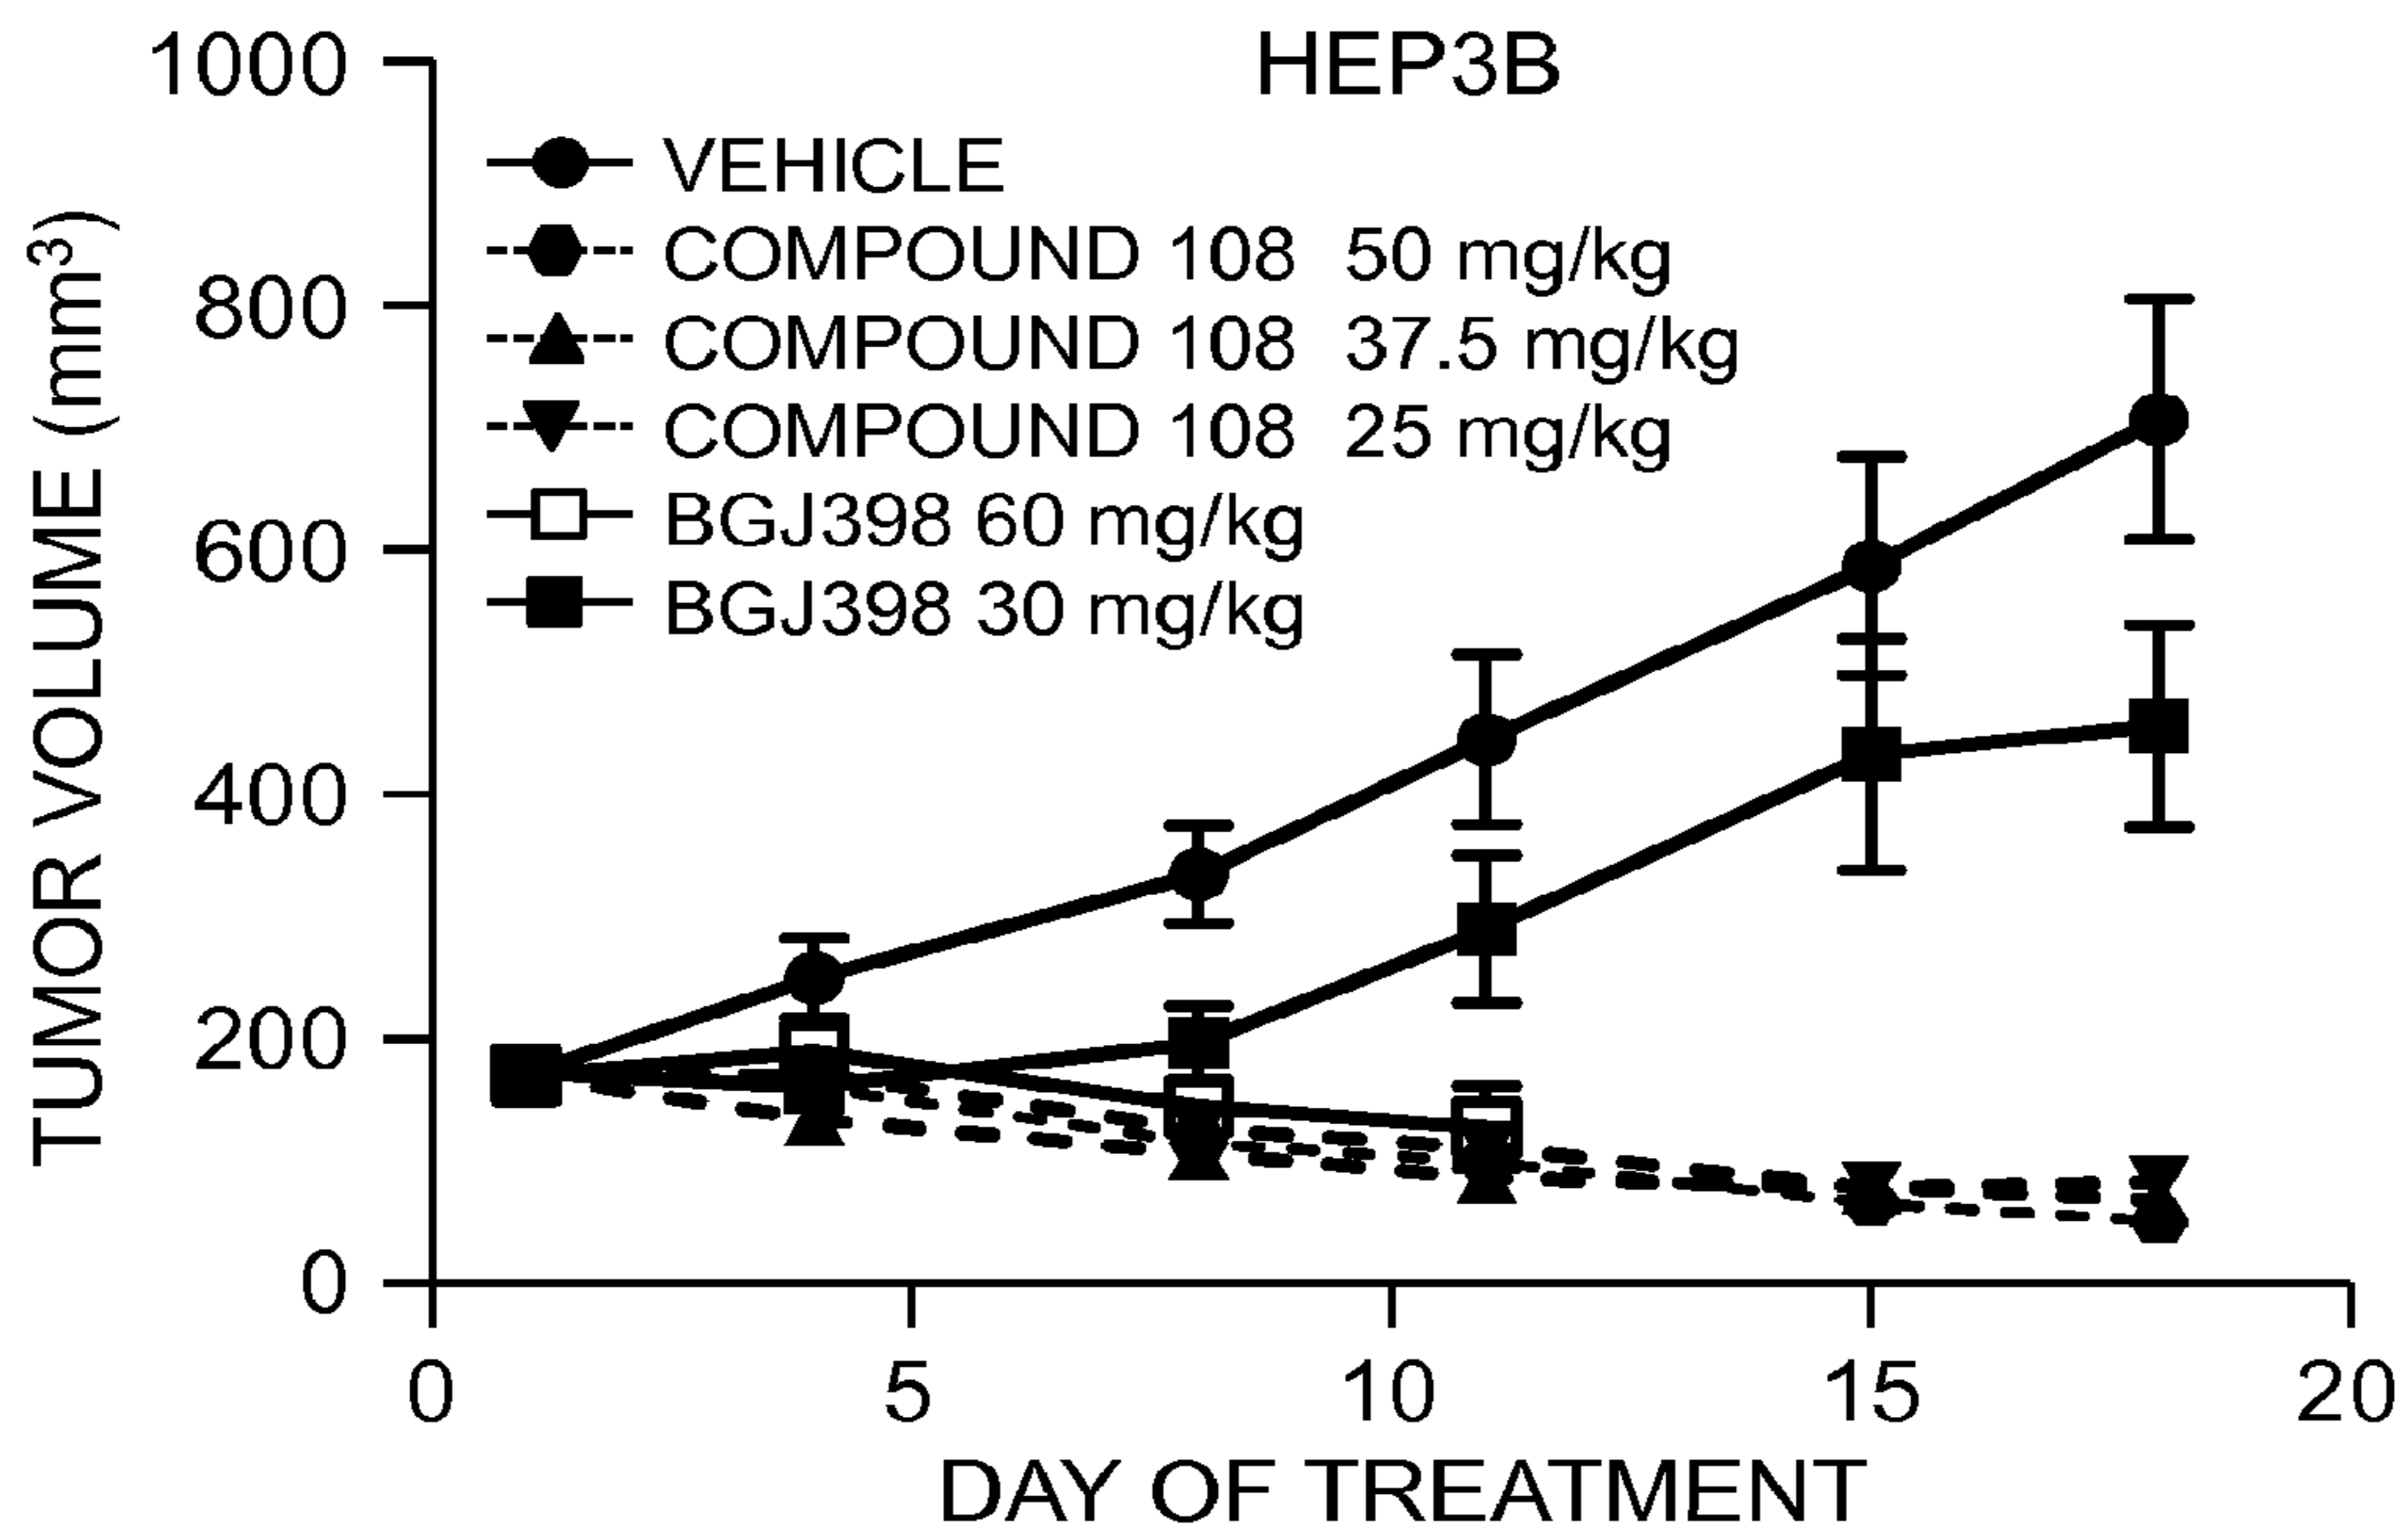 HEP3B
TUMOR VOLUME (mm³)
1000
800
600
400
200
0
VEHICLE
COMPOUND 108 50 mg/kg
COMPOUND 108 37.5 mg/kg
COMPOUND 108 25 mg/kg
BGJ398 60 mg/kg
BGJ398 30 mg/kg
0 5 10 15 20
DAY OF TREATMENT